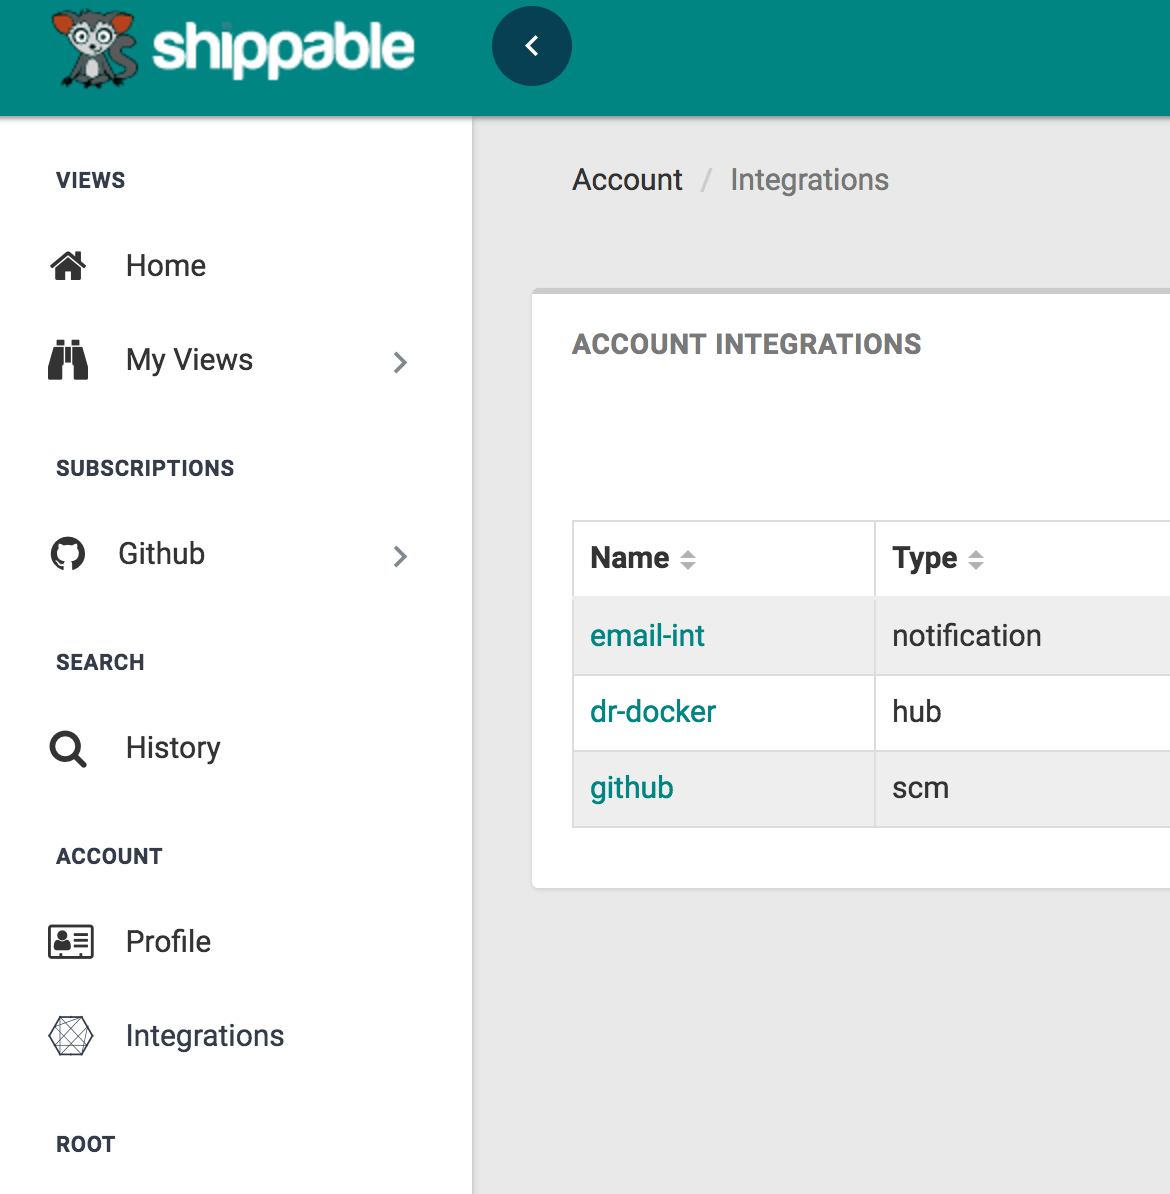 shippable
VIEWS
Home
My Views
SUBSCRIPTIONS
Github
SEARCH
History
ACCOUNT
Profile
Integrations
ROOT
Account / Integrations
ACCOUNT INTEGRATIONS
Name Type
email-int notification
dr-docker hub
github scm